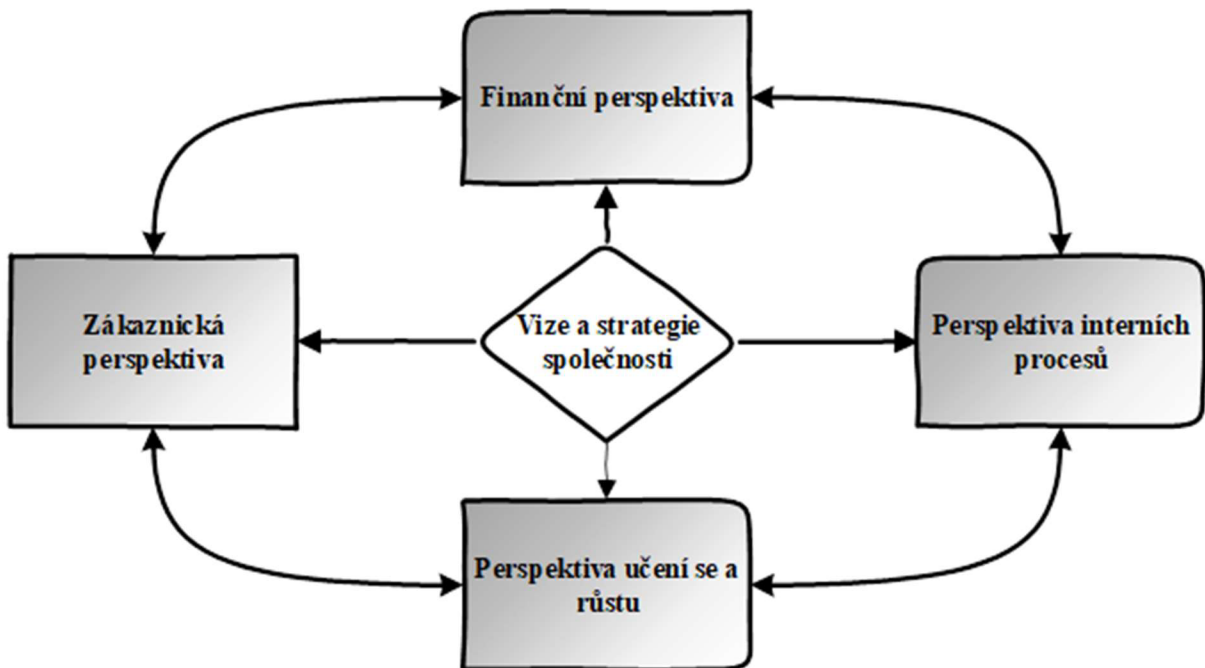 Finanční perspektiva
Zákaznická
perspektiva
Vize a strategie
společnosti
Perspektiva interních
procesů
Perspektiva učení se a
růstu